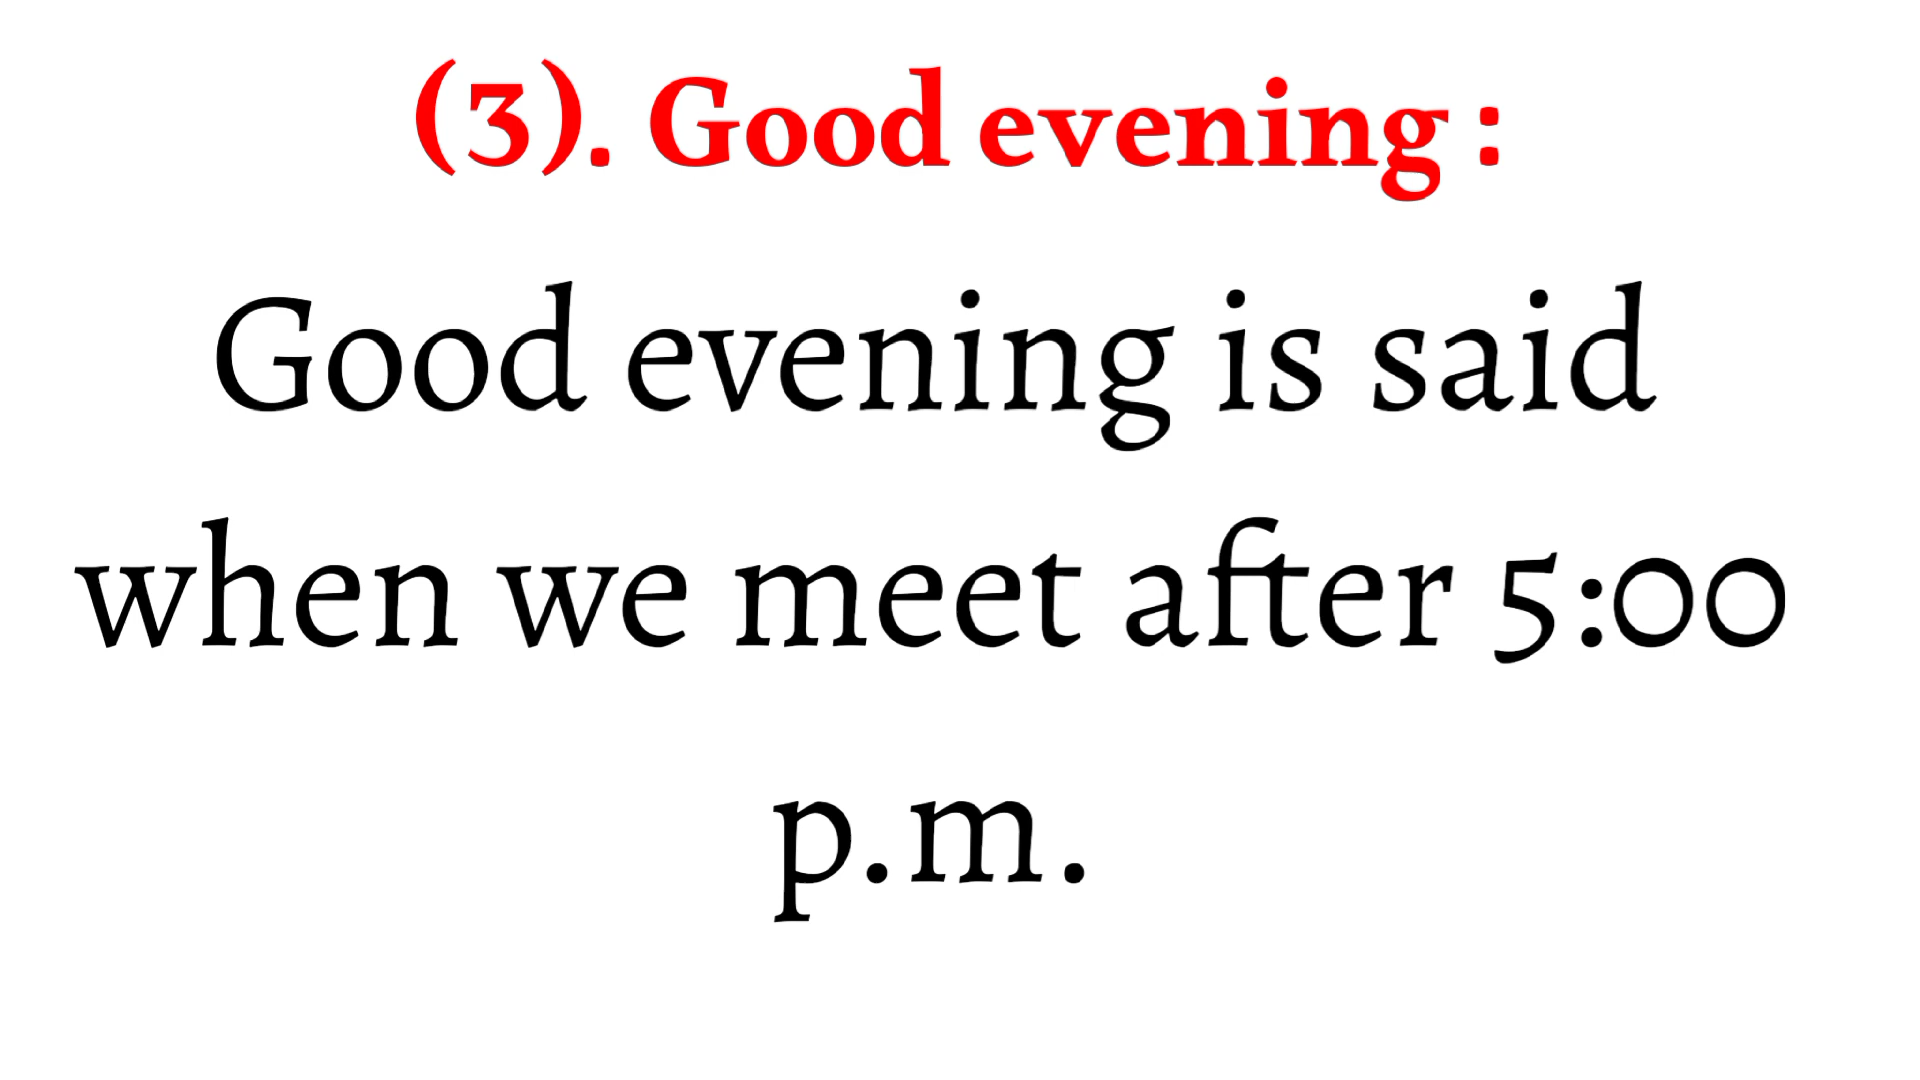 (3). Good evening :
Good evening is said
when we meet after 5:00
p.m.